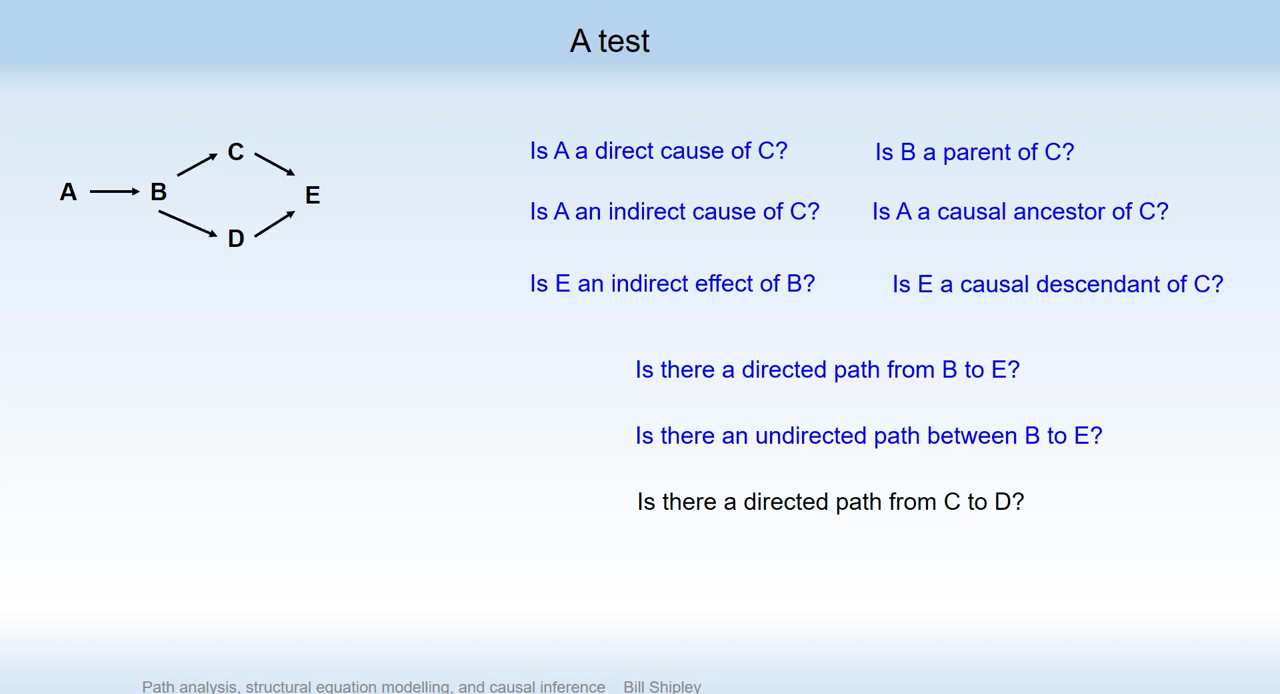 A test
A
B
C
D
E
Is A a direct cause of C?
Is B a parent of C?
Is A an indirect cause of C?
Is A a causal ancestor of C?
Is E an indirect effect of B?
Is E a causal descendant of C?
Is there a directed path from B to E?
Is there an undirected path between B to E?
Is there a directed path from C to D?
Path analysis, structural equation modelling, and causal inference Bill Shipley